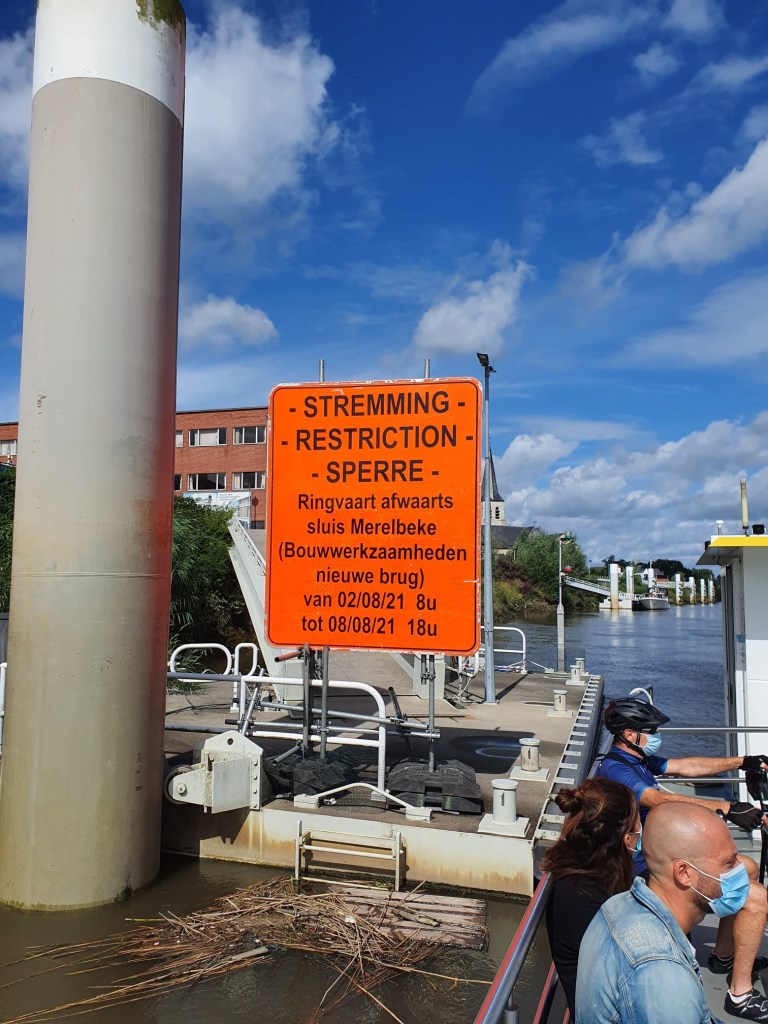 - STREMMING -
- RESTRICTION -
- SPERRE -
Ringvaart afwaarts
sluis Merelbeke
(Bouwwerkzaamheden
nieuwe brug)
van 02/08/21 8u
tot 08/08/21 18u